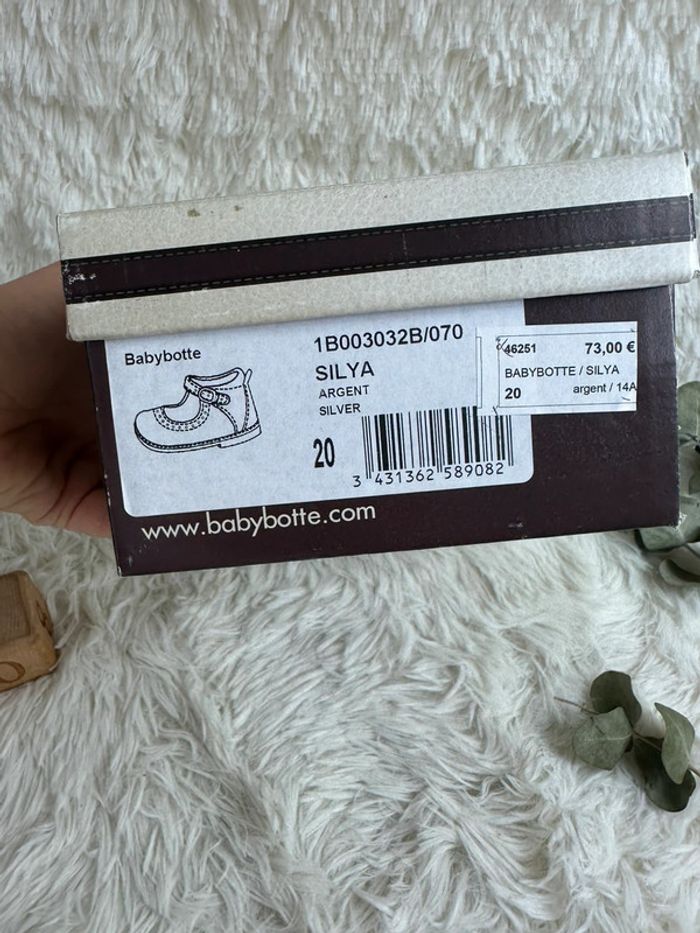 Babybotte
1B003032B/070
SILYA
ARGENT
SILVER
20
3 431362 589082
46251 73,00 €
BABYBOTTE / SILYA
20 argent / 14A
www.babybotte.com